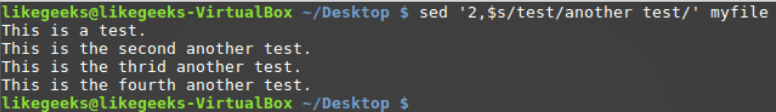 likegeeks@likegeeks-VirtualBox ~/Desktop $ sed '2,$s/test/another test/' myfile
This is a test.
This is the second another test.
This is the thrid another test.
This is the fourth another test.
likegeeks@likegeeks-VirtualBox ~/Desktop $